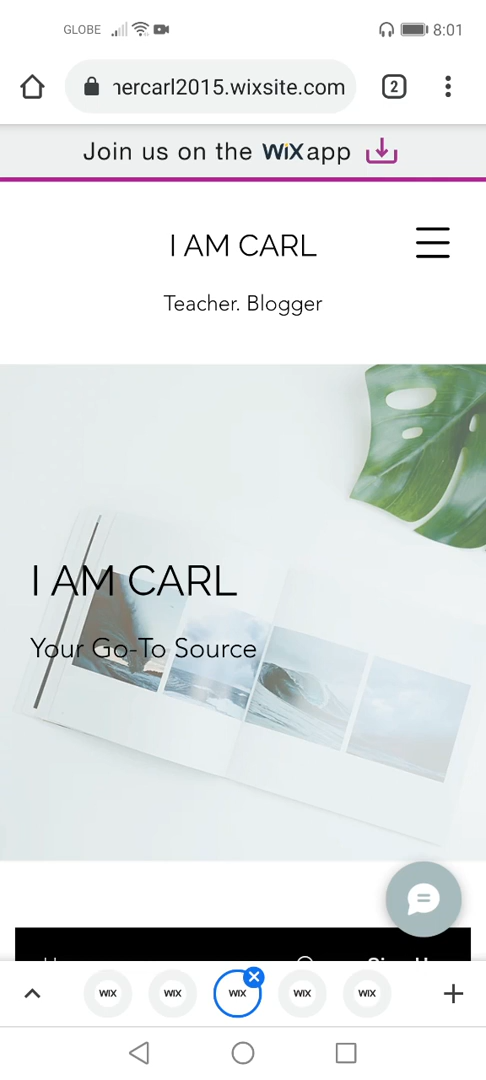 GLOBE
8:01
nercarl2015.wixsite.com
2
Join us on the WiX app
I AM CARL
Teacher. Blogger
I AM CARL
Your Go-To Source
WIX
WIX
WIX
WIX
WIX